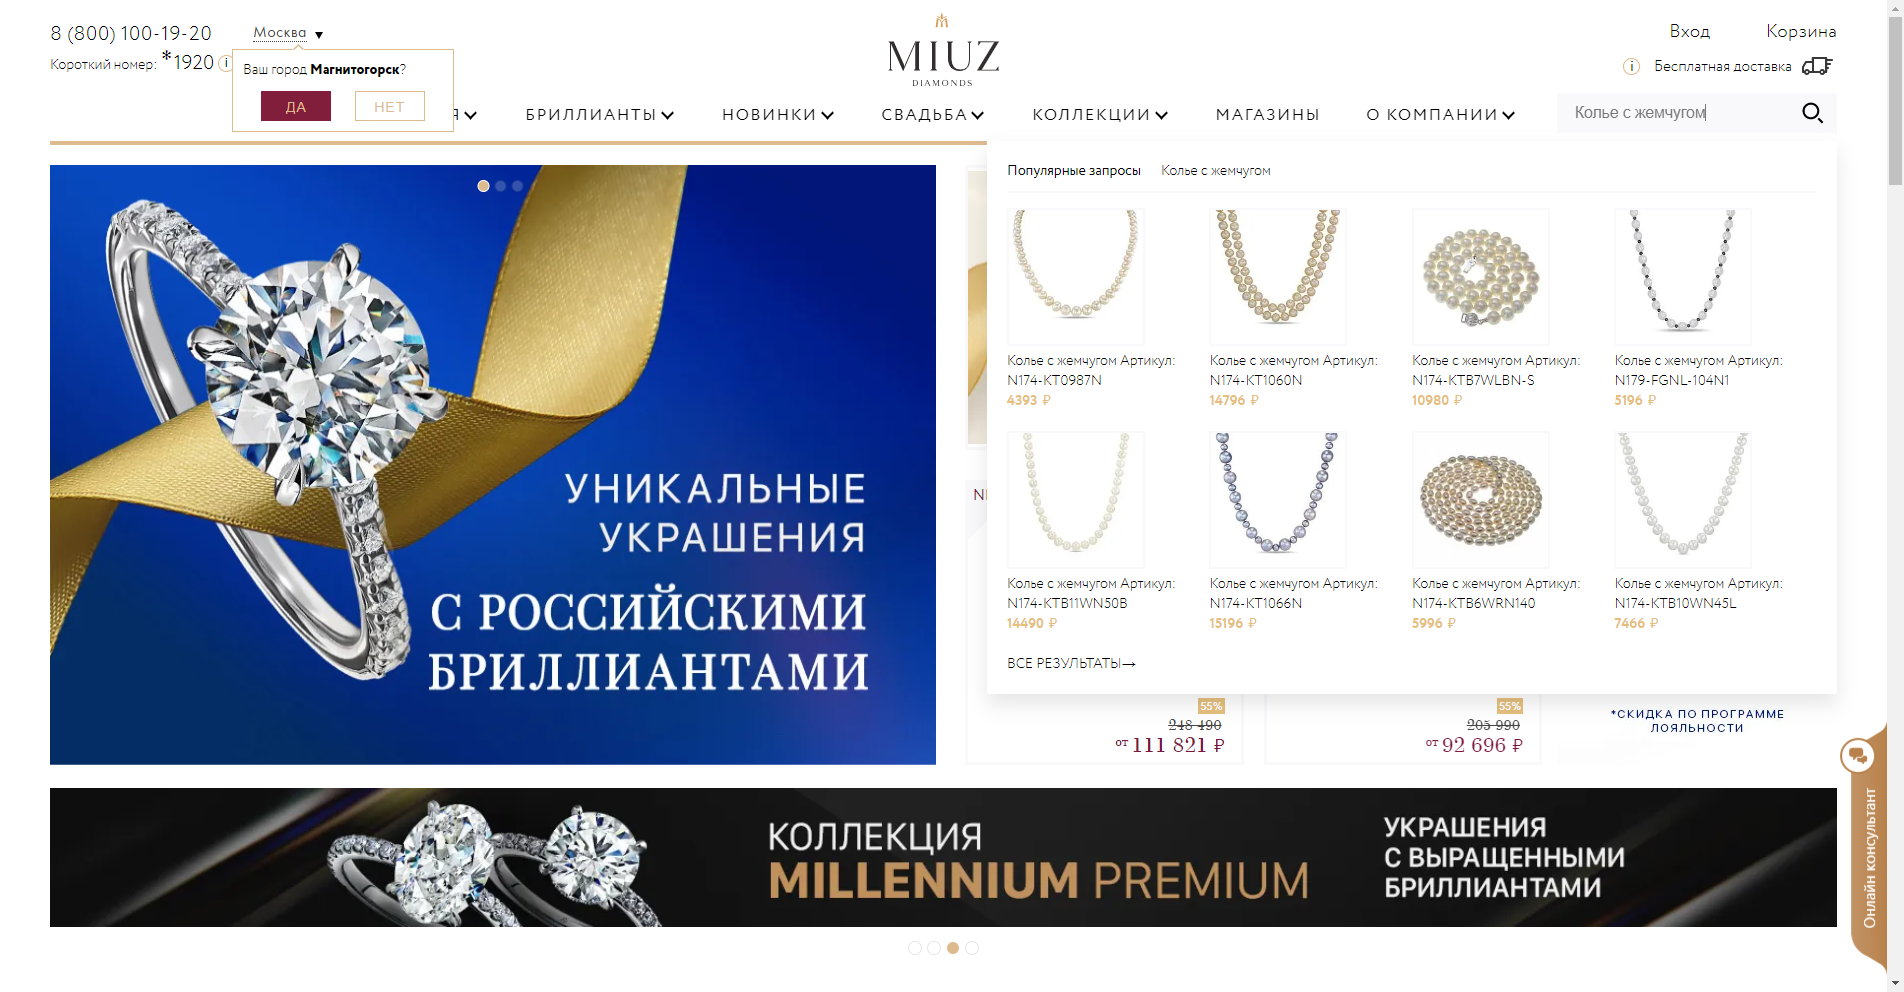 8 (800) 100-19-20
Москва ▼
Короткий номер: *1920
Ваш город Магнитогорск?
ДА
НЕТ
MIUZ
DIAMONDS
Вход
Корзина
Бесплатная доставка
БРИЛЛИАНТЫ
НОВИНКИ
СВАДЬБА
КОЛЛЕКЦИИ
МАГАЗИНЫ
О КОМПАНИИ
Колье с жемчугом
Популярные запросы
Колье с жемчугом
Колье с жемчугом Артикул:
N174-KT0987N
4393 ₽
Колье с жемчугом Артикул:
N174-KT1060N
14796 ₽
Колье с жемчугом Артикул:
N174-KTB7WLBN-S
10980 ₽
Колье с жемчугом Артикул:
N179-FGNL-104N1
5196 ₽
Колье с жемчугом Артикул:
N174-KTB11WN50B
14490 ₽
Колье с жемчугом Артикул:
N174-KT1066N
15196 ₽
Колье с жемчугом Артикул:
N174-KTB6WRN140
5996 ₽
Колье с жемчугом Артикул:
N174-KTB10WN45L
7466 ₽
ВСЕ РЕЗУЛЬТАТЫ→
УНИКАЛЬНЫЕ
УКРАШЕНИЯ
С РОССИЙСКИМИ
БРИЛЛИАНТАМИ
55%
248 490
от 111 821 ₽
55%
205 990
от 92 696 ₽
*СКИДКА ПО ПРОГРАММЕ
ЛОЯЛЬНОСТИ
КОЛЛЕКЦИЯ
MILLENNIUM PREMIUM
УКРАШЕНИЯ
С ВЫРАЩЕННЫМИ
БРИЛЛИАНТАМИ
Онлайн консультант